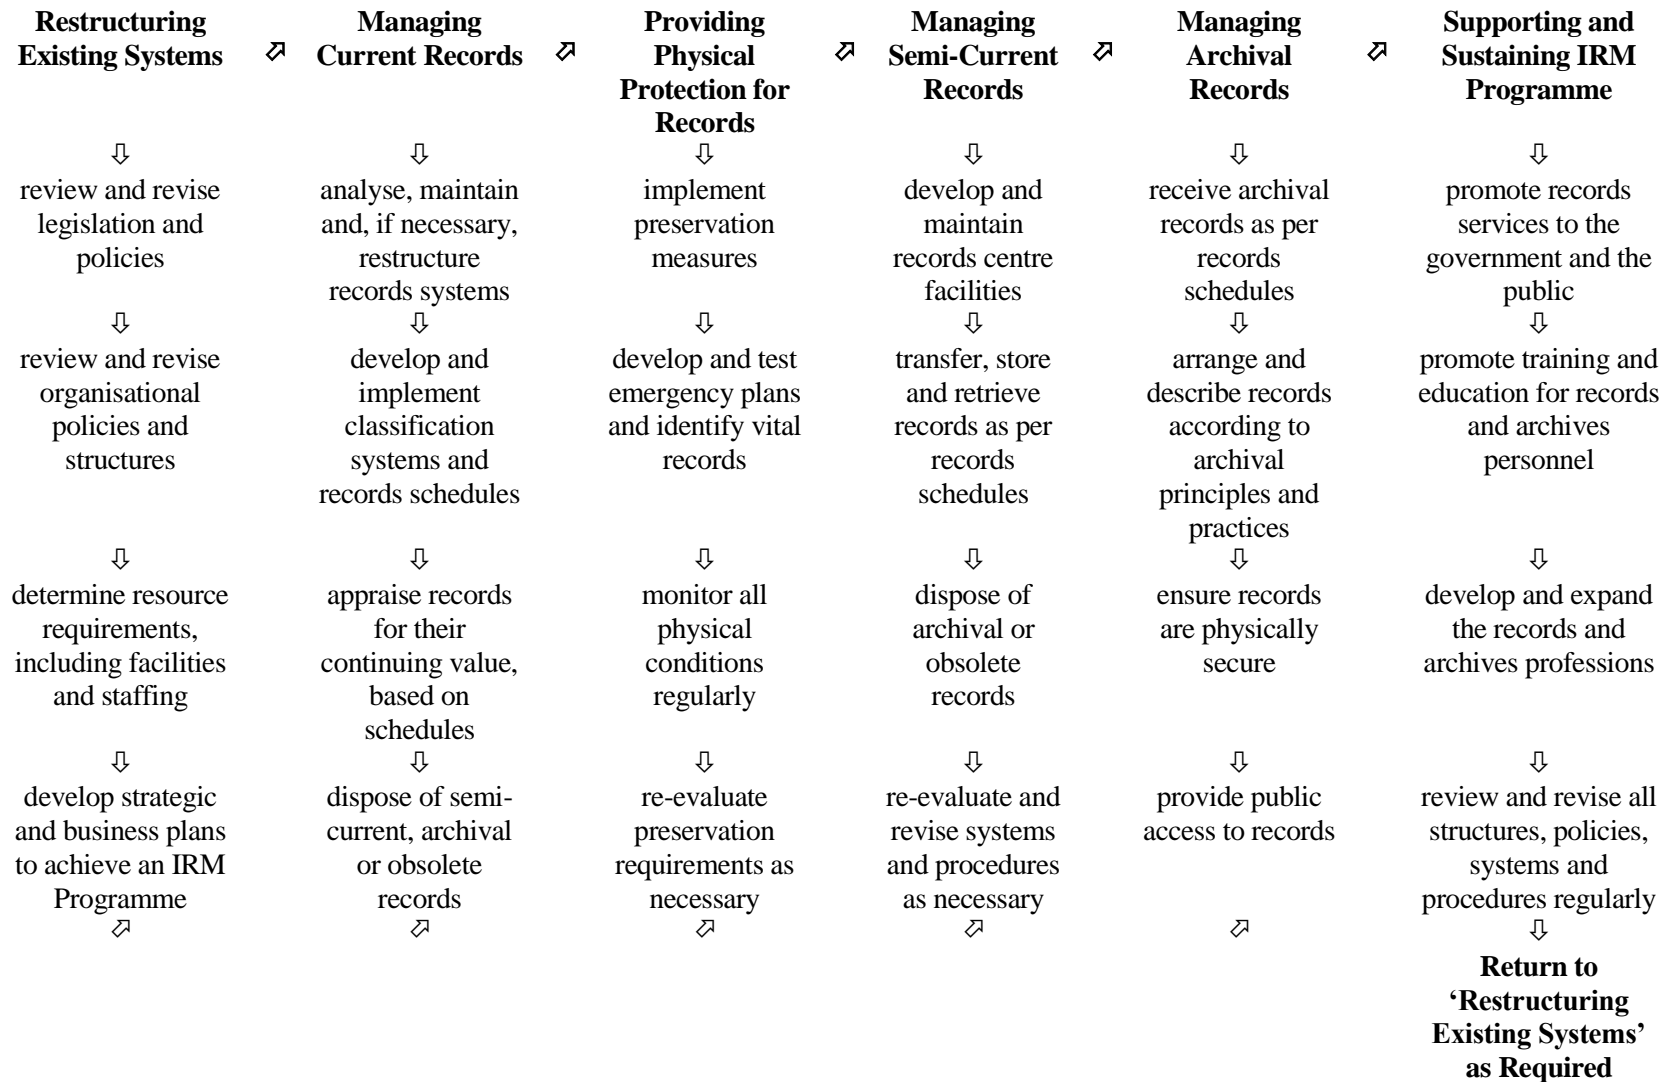 Restructuring
Existing Systems
⇩
review and revise
legislation and
policies
⇩
review and revise
organisational
policies and
structures
⇩
determine resource
requirements,
including facilities
and staffing
⇩
develop strategic
and business plans
to achieve an IRM
Programme
⬀
⬀
Managing
Current Records
⇩
analyse, maintain
and, if necessary,
restructure
records systems
⇩
develop and
implement
classification
systems and
records schedules
⇩
appraise records
for their
continuing value,
based on
schedules
⇩
dispose of semi-
current, archival
or obsolete
records
⬀
⬀
Providing
Physical
Protection for
Records
⇩
implement
preservation
measures
⇩
develop and test
emergency plans
and identify vital
records
⇩
monitor all
physical
conditions
regularly
⇩
re-evaluate
preservation
requirements as
necessary
⬀
⬀
Managing
Semi-Current
Records
⇩
develop and
maintain
records centre
facilities
⇩
transfer, store
and retrieve
records as per
records
schedules
⇩
dispose of
archival or
obsolete
records
⇩
re-evaluate and
revise systems
and procedures
as necessary
⬀
⬀
Managing
Archival
Records
⇩
receive archival
records as per
records
schedules
⇩
arrange and
describe records
according to
archival
principles and
practices
⇩
ensure records
are physically
secure
⇩
provide public
access to records
⬀
⬀
Supporting and
Sustaining IRM
Programme
⇩
promote records
services to the
government and the
public
⇩
promote training and
education for records
and archives
personnel
⇩
develop and expand
the records and
archives professions
⇩
review and revise all
structures, policies,
systems and
procedures regularly
⇩
Return to
‘Restructuring
Existing Systems’
as Required